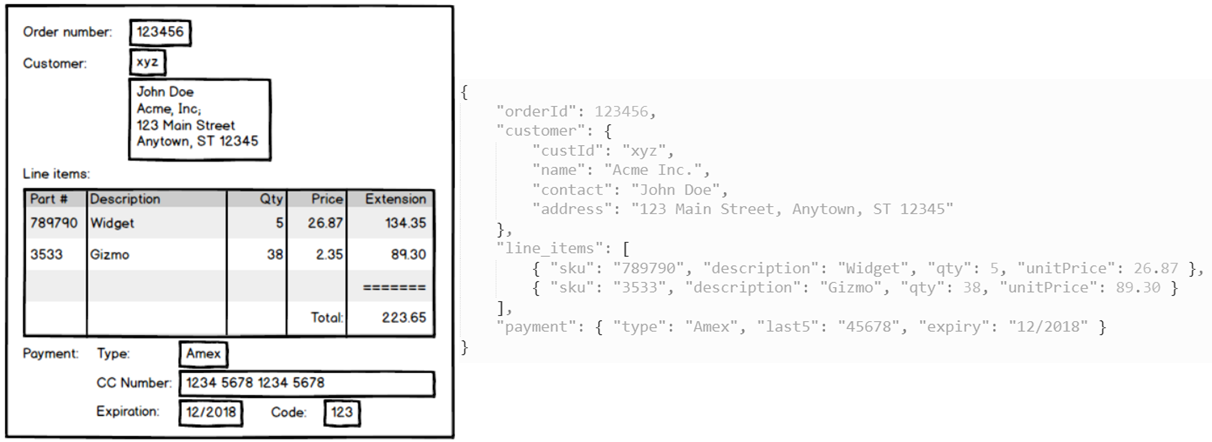 Order number: 123456
Customer: xyz
John Doe
Acme, Inc;
123 Main Street
Anytown, ST 12345
Line items:
Part # Description Qty Price Extension
789790 Widget 5 26.87 134.35
3533 Gizmo 38 2.35 89.30
=======
Total: 223.65
Payment: Type: Amex
CC Number: 1234 5678 1234 5678
Expiration: 12/2018 Code: 123
{
"orderId": 123456,
"customer": {
"custId": "xyz",
"name": "Acme Inc.",
"contact": "John Doe",
"address": "123 Main Street, Anytown, ST 12345"
},
"line_items": [
{ "sku": "789790", "description": "Widget", "qty": 5, "unitPrice": 26.87 },
{ "sku": "3533", "description": "Gizmo", "qty": 38, "unitPrice": 89.30 }
],
"payment": { "type": "Amex", "last5": "45678", "expiry": "12/2018" }
}